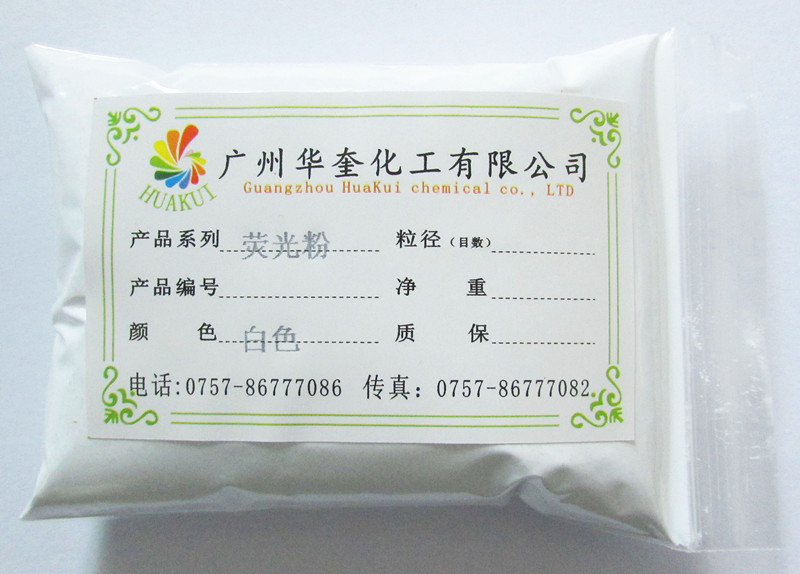 广州华奎化工有限公司
HUAKUI
Guangzhou HuaKui chemical co., LTD
产品系列 荧光粉 粒径(目数)
产品编号 净 重
颜 色 白色 质 保
电话:0757-86777086 传真：0757-86777082